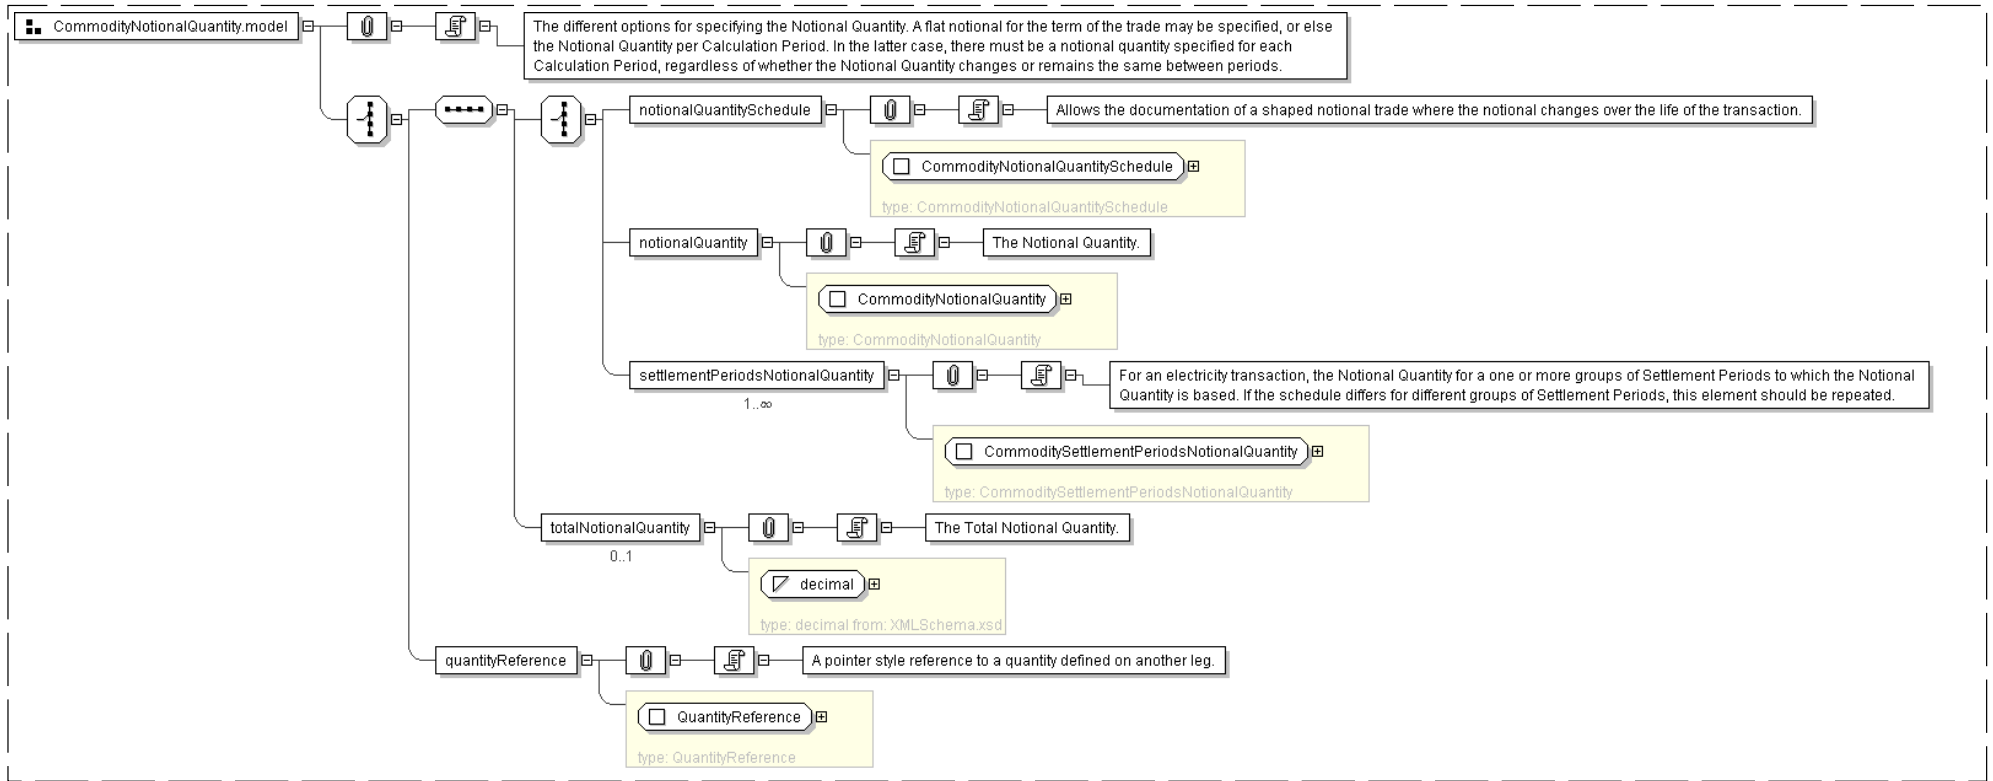 CommodityNotionalQuantity.model
The different options for specifying the Notional Quantity. A flat notional for the term of the trade may be specified, or else
the Notional Quantity per Calculation Period. In the latter case, there must be a notional quantity specified for each
Calculation Period, regardless of whether the Notional Quantity changes or remains the same between periods.
notionalQuantitySchedule
Allows the documentation of a shaped notional trade where the notional changes over the life of the transaction.
CommodityNotionalQuantitySchedule
type: CommodityNotionalQuantitySchedule
notionalQuantity
The Notional Quantity.
CommodityNotionalQuantity
type: CommodityNotionalQuantity
settlementPeriodsNotionalQuantity
1..∞
For an electricity transaction, the Notional Quantity for a one or more groups of Settlement Periods to which the Notional
Quantity is based. If the schedule differs for different groups of Settlement Periods, this element should be repeated.
CommoditySettlementPeriodsNotionalQuantity
type: CommoditySettlementPeriodsNotionalQuantity
totalNotionalQuantity
0..1
The Total Notional Quantity.
decimal
type: decimal from: XMLSchema.xsd
quantityReference
A pointer style reference to a quantity defined on another leg.
QuantityReference
type: QuantityReference